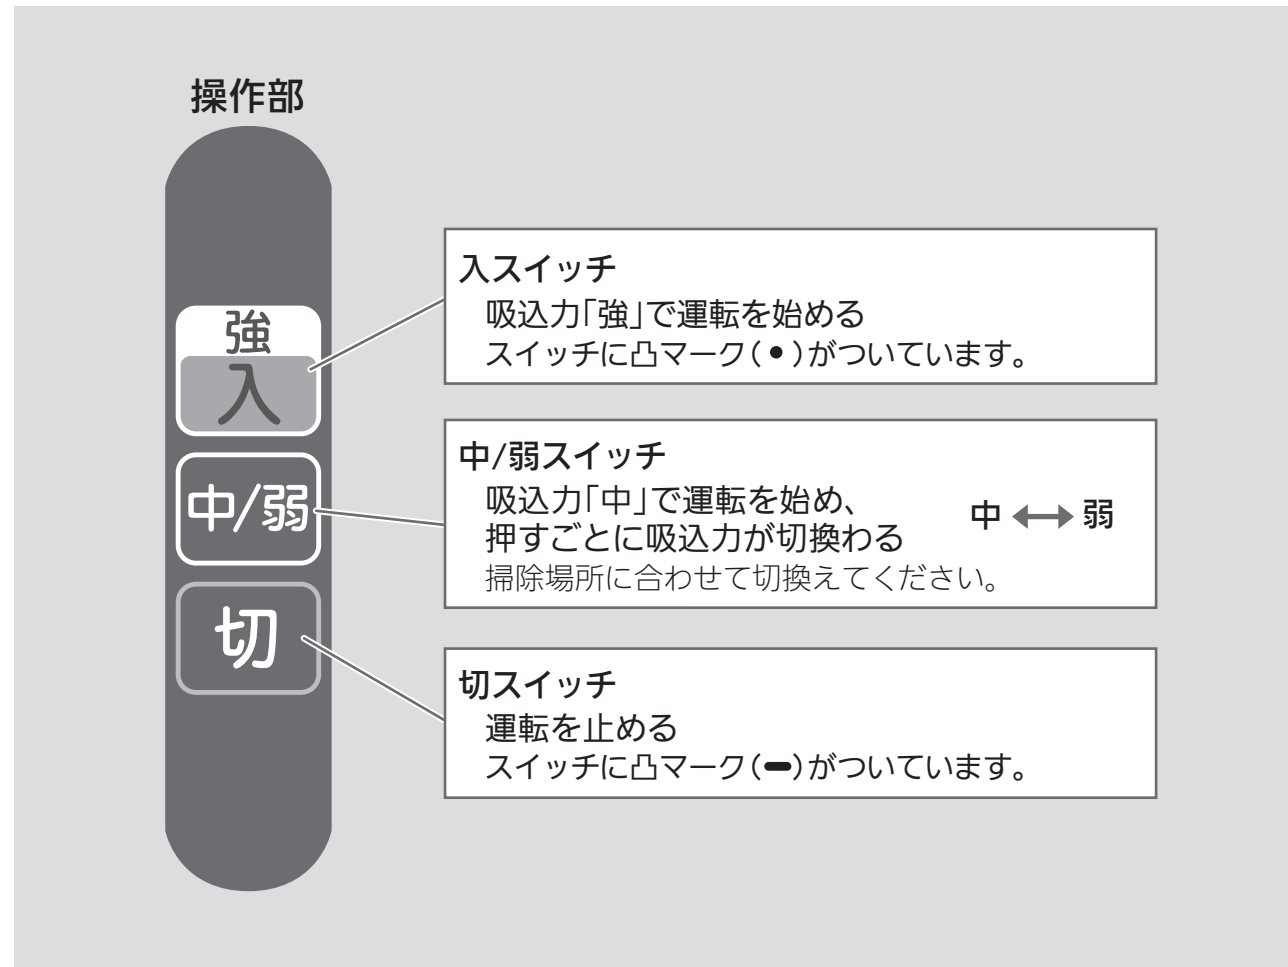 操作部
強
入
中/弱
切
入スイッチ
吸込力「強」で運転を始める
スイッチに凸マーク(●)がついています。
中/弱スイッチ
吸込力「中」で運転を始め、
押すごとに吸込力が切換わる
中 ⟷ 弱
掃除場所に合わせて切換えてください。
切スイッチ
運転を止める
スイッチに凸マーク(━)がついています。